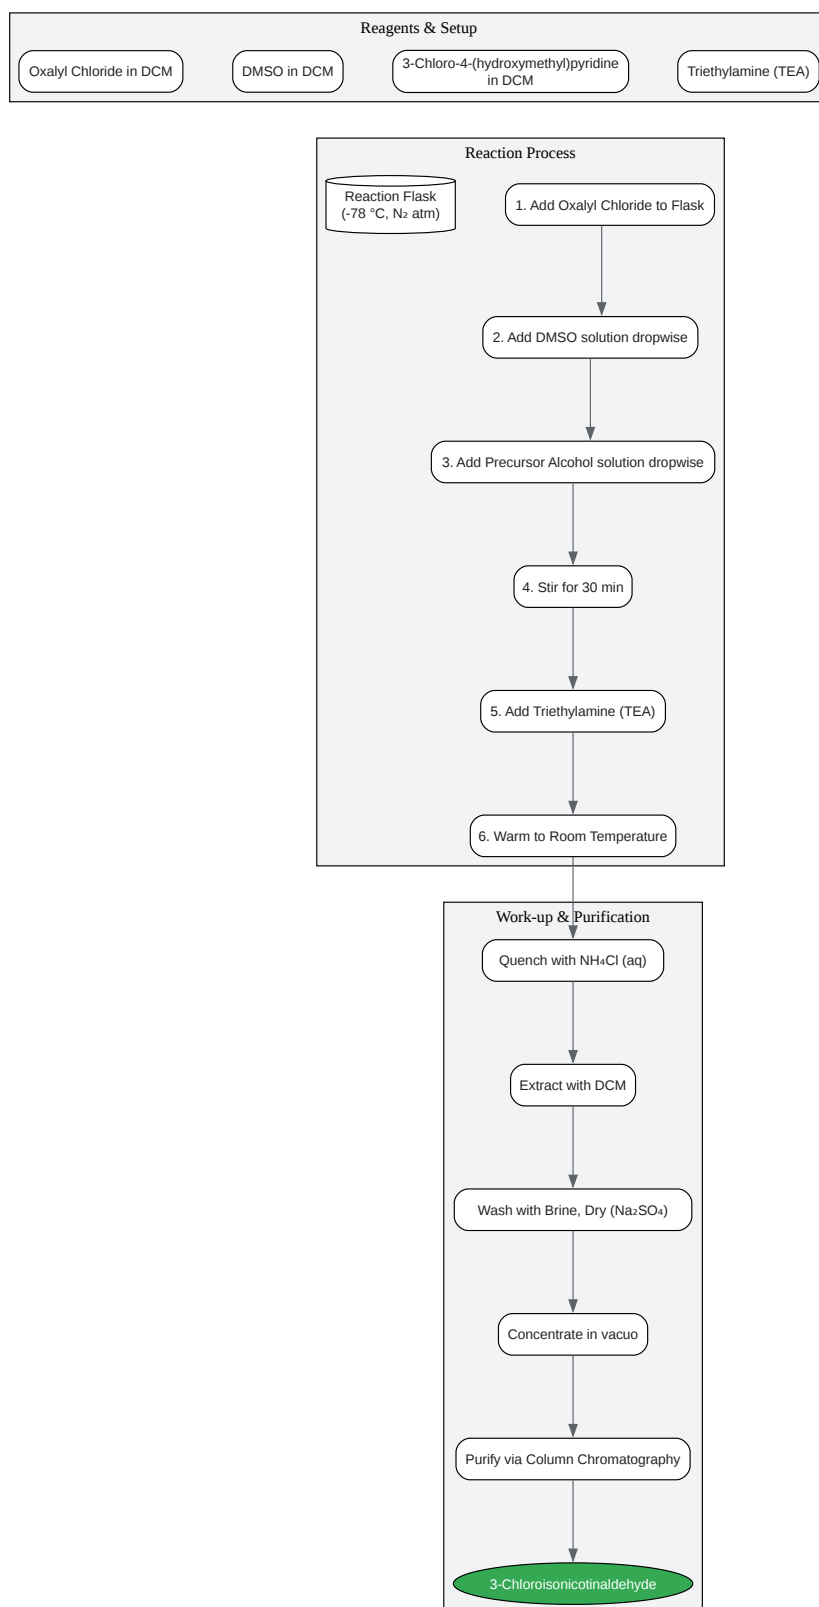 Reagents & Setup
Oxalyl Chloride in DCM
DMSO in DCM
3-Chloro-4-(hydroxymethyl)pyridine
in DCM
Triethylamine (TEA)
Reaction Process
Reaction Flask
(-78 °C, N₂ atm)
1. Add Oxalyl Chloride to Flask
2. Add DMSO solution dropwise
3. Add Precursor Alcohol solution dropwise
4. Stir for 30 min
5. Add Triethylamine (TEA)
6. Warm to Room Temperature
Work-up & Purification
Quench with NH₄Cl (aq)
Extract with DCM
Wash with Brine, Dry (Na₂SO₄)
Concentrate in vacuo
Purify via Column Chromatography
3-Chloroisonicotinaldehyde